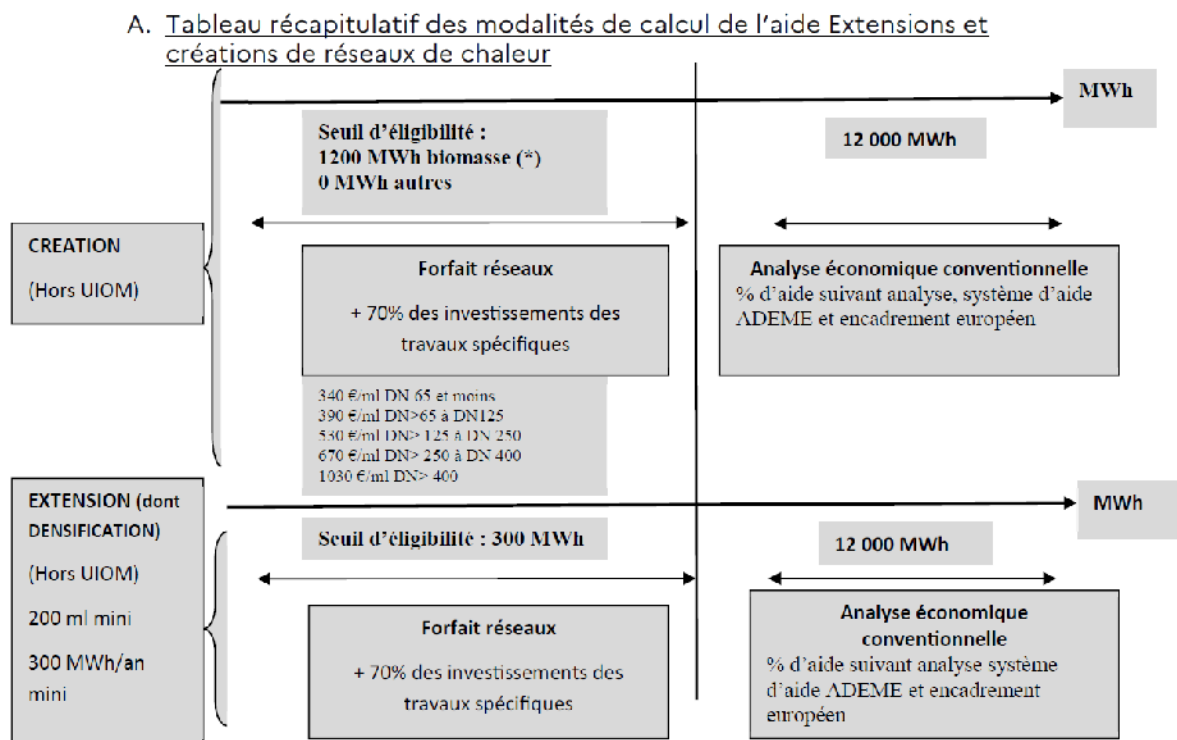 A. Tableau récapitulatif des modalités de calcul de l’aide Extensions et
créations de réseaux de chaleur
MWh
Seuil d’éligibilité :
1200 MWh biomasse (*)
0 MWh autres
12 000 MWh
CREATION
(Hors UIOM)
Forfait réseaux
+ 70% des investissements des
travaux spécifiques
Analyse économique conventionnelle
% d’aide suivant analyse, système d’aide
ADEME et encadrement européen
340 €/ml DN 65 et moins
390 €/ml DN>65 à DN125
530 €/ml DN> 125 à DN 250
670 €/ml DN> 250 à DN 400
1030 €/ml DN> 400
EXTENSION (dont
DENSIFICATION)
(Hors UIOM)
200 ml mini
300 MWh/an
mini
MWh
Seuil d’éligibilité : 300 MWh
12 000 MWh
Forfait réseaux
+ 70% des investissements des
travaux spécifiques
Analyse économique
conventionnelle
% d’aide suivant analyse système
d’aide ADEME et encadrement
européen